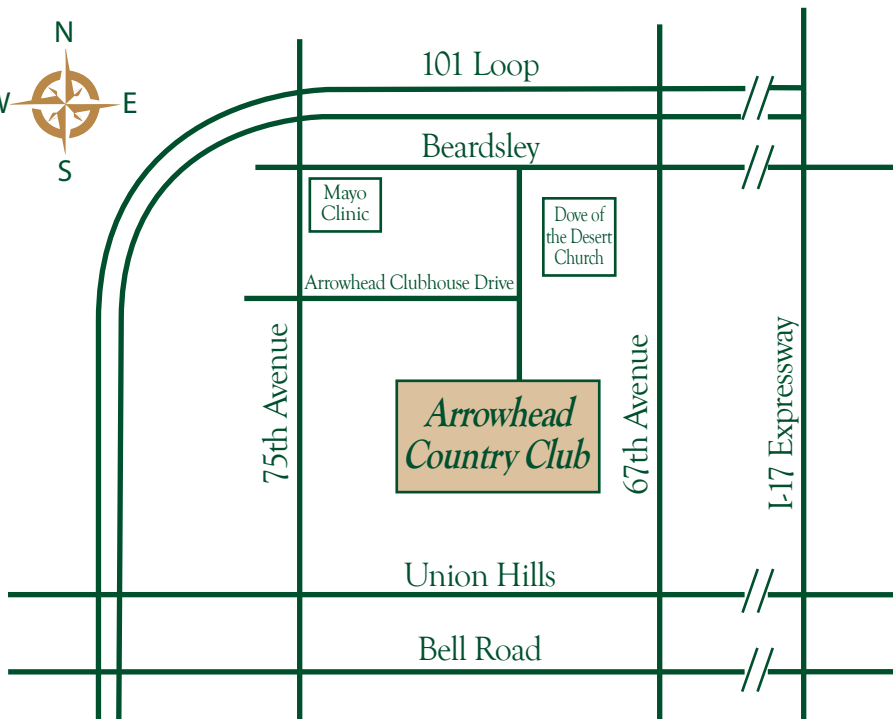 N
W
E
S
101 Loop
Beardsley
Mayo
Clinic
Dove of
the Desert
Church
Arrowhead Clubhouse Drive
75th Avenue
67th Avenue
I-17 Expressway
Arrowhead
Country Club
Union Hills
Bell Road